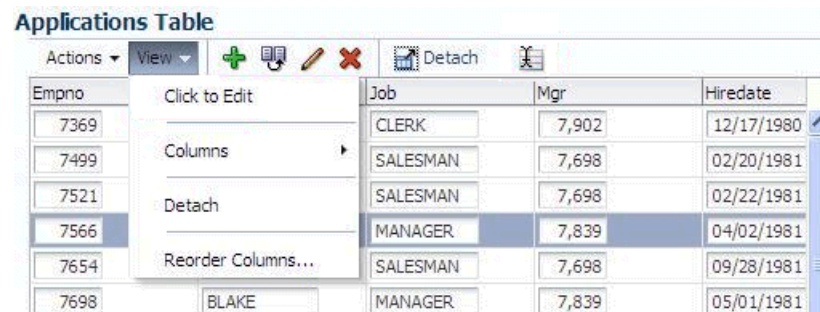 Applications Table
Actions View Detach
Empno Job Mgr Hiredate
Click to Edit
Columns
Detach
Reorder Columns...
7369 CLERK 7,902 12/17/1980
7499 SALESMAN 7,698 02/20/1981
7521 SALESMAN 7,698 02/22/1981
7566 MANAGER 7,839 04/02/1981
7654 SALESMAN 7,698 09/28/1981
7698 BLAKE MANAGER 7,839 05/01/1981